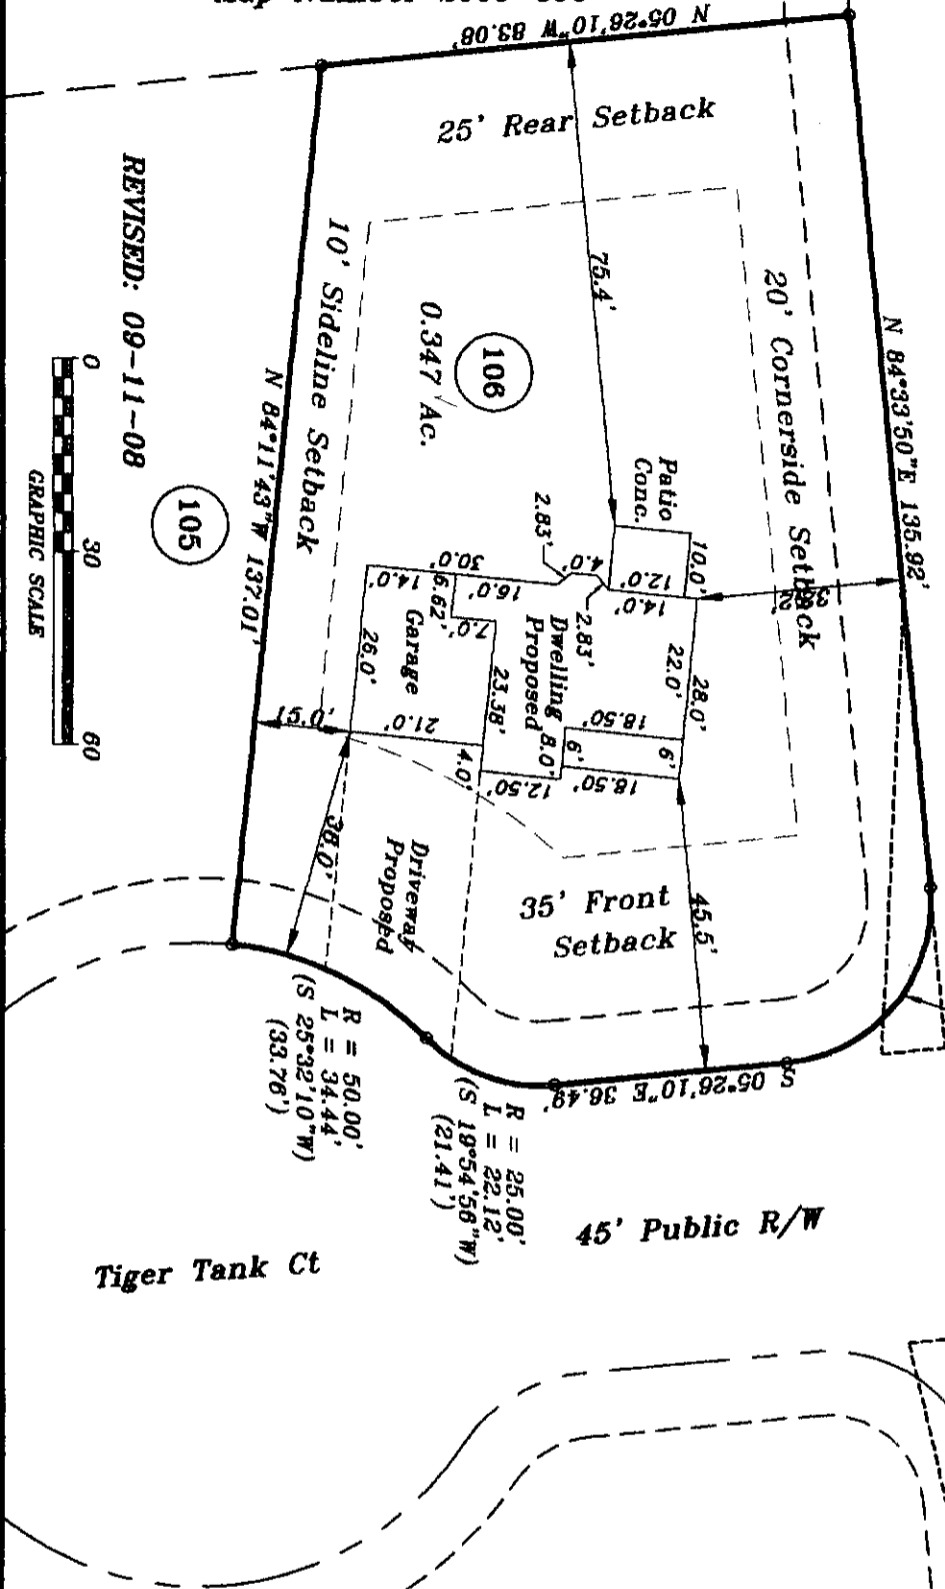 N 05°26'10"W 83.08'
25' Rear Setback
75.4'
20' Cornerside Setback
N 84°33'50"E 135.92'
10' Sideline Setback
REVISED: 09-11-08
106
0.347 Ac.
N 84°11'43"W 137.01'
105
0
30
60
GRAPHIC SCALE
Patio
Conc.
10.0'
12.0'
14.0'
4.0'
2.83'
2.83'
16.0'
30.0'
14.0'
6.62'
7.0'
Garage
26.0'
21.0'
23.38'
Dwelling
Proposed
22.0'
28.0'
18.50'
6'
6'
8.0'
18.50'
12.50'
4.0'
15.0'
38.0'
Driveway
Proposed
35' Front
Setback
45.5'
S 05°26'10"E 36.49'
R = 50.00'
L = 34.44'
(S 25°32'10"W)
(33.76')
R = 25.00'
L = 22.12'
(S 19°54'56"W)
(21.41')
45' Public R/W
Tiger Tank Ct